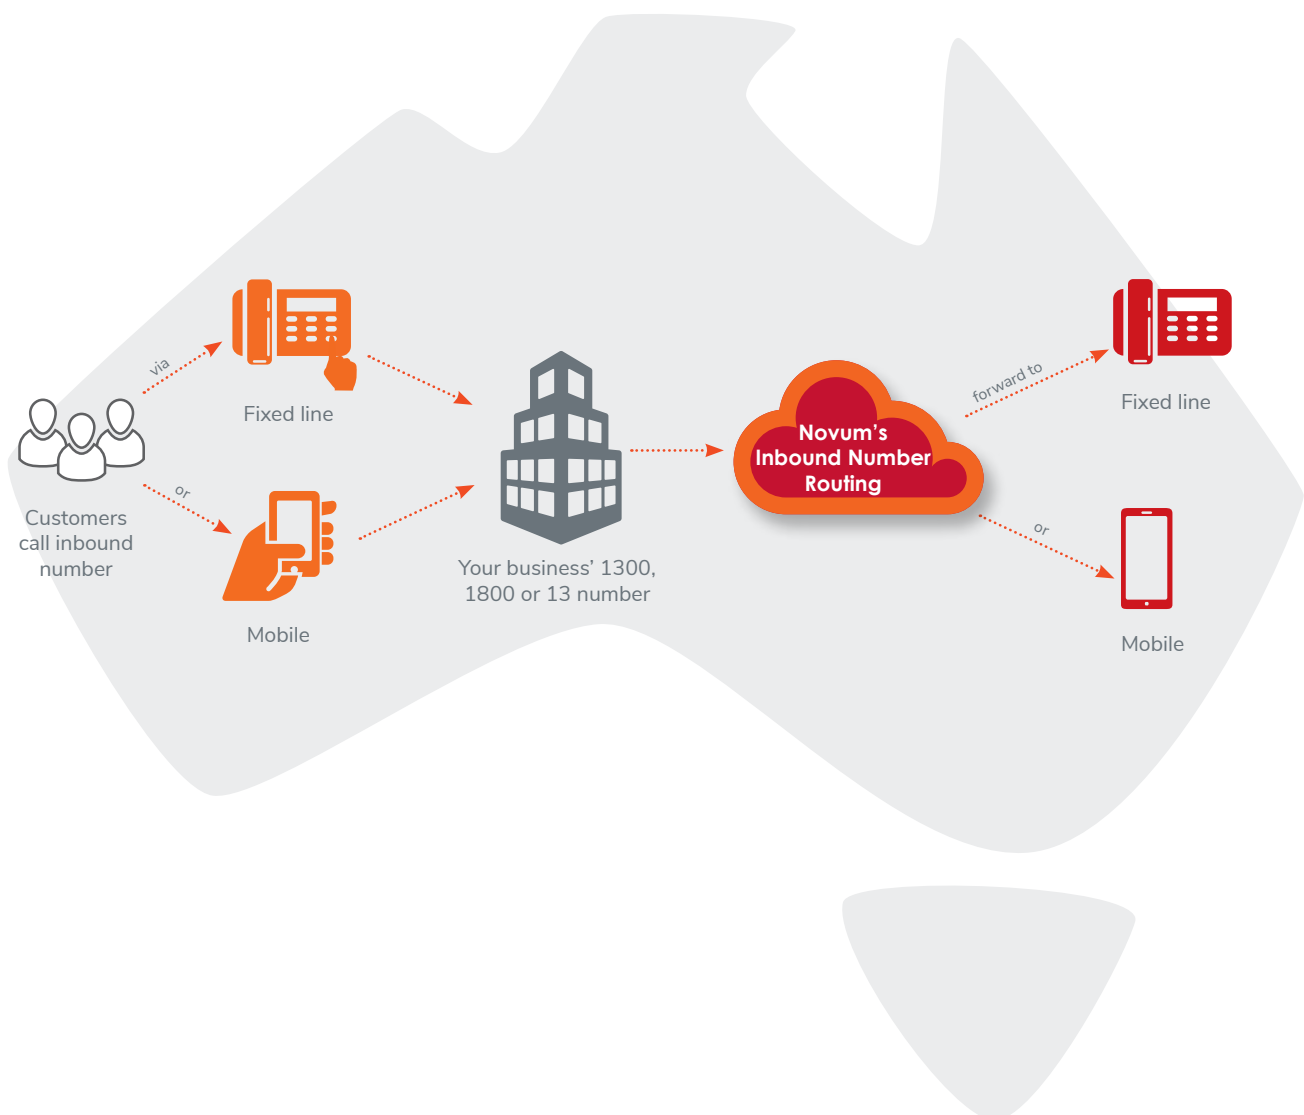 via
Fixed line
Customers
call inbound
number
or
Mobile
Your business’ 1300,
1800 or 13 number
Novum’s
Inbound Number
Routing
forward to
Fixed line
or
Mobile